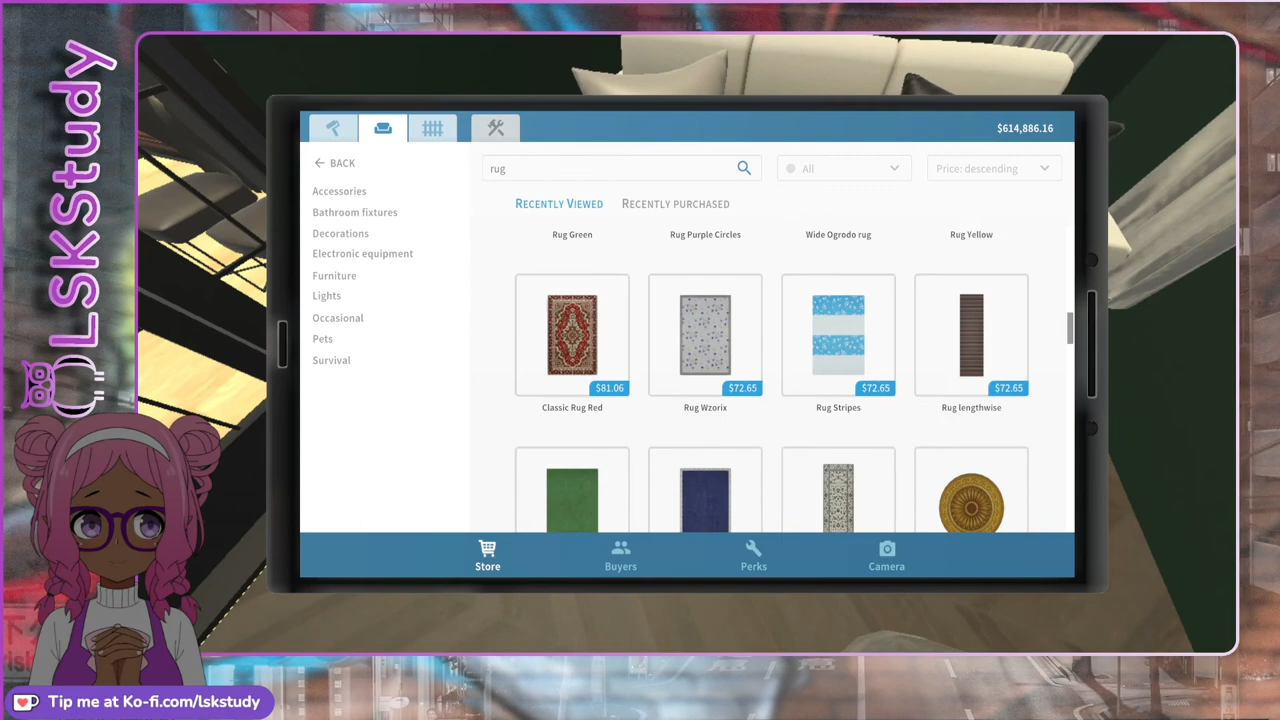 LSKStudy
$614,886.16
BACK
Accessories
Bathroom fixtures
Decorations
Electronic equipment
Furniture
Lights
Occasional
Pets
Survival
rug
All
Price: descending
RECENTLY VIEWED
RECENTLY PURCHASED
Rug Green
Rug Purple Circles
Wide Ogrodo rug
Rug Yellow
$81.06
$72.65
$72.65
$72.65
Classic Rug Red
Rug Wzorix
Rug Stripes
Rug lengthwise
Store
Buyers
Perks
Camera
Tip me at Ko-fi.com/lskstudy